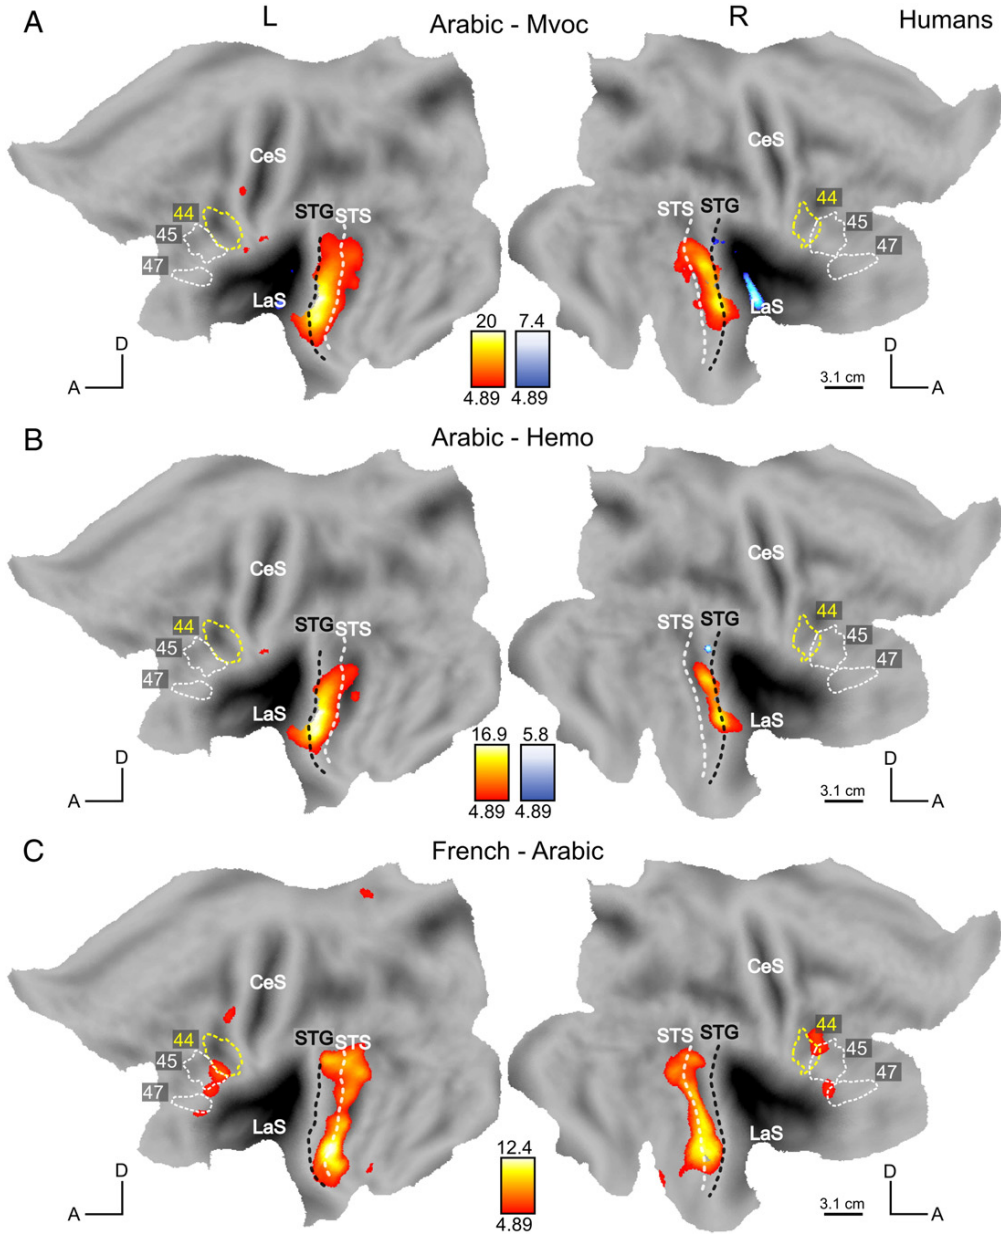 A
L
Arabic - Mvoc
R
Humans
CeS
CeS
44
STG
STS
45
47
LaS
STS
STG
44
45
47
LaS
20
7.4
4.89
4.89
D
A
3.1 cm
D
A
B
Arabic - Hemo
CeS
CeS
44
STG
STS
45
47
LaS
STS
STG
44
45
47
LaS
16.9
5.8
4.89
4.89
D
A
3.1 cm
D
A
C
French - Arabic
CeS
CeS
44
STG
STS
45
47
LaS
STS
STG
44
45
47
LaS
12.4
4.89
D
A
3.1 cm
D
A